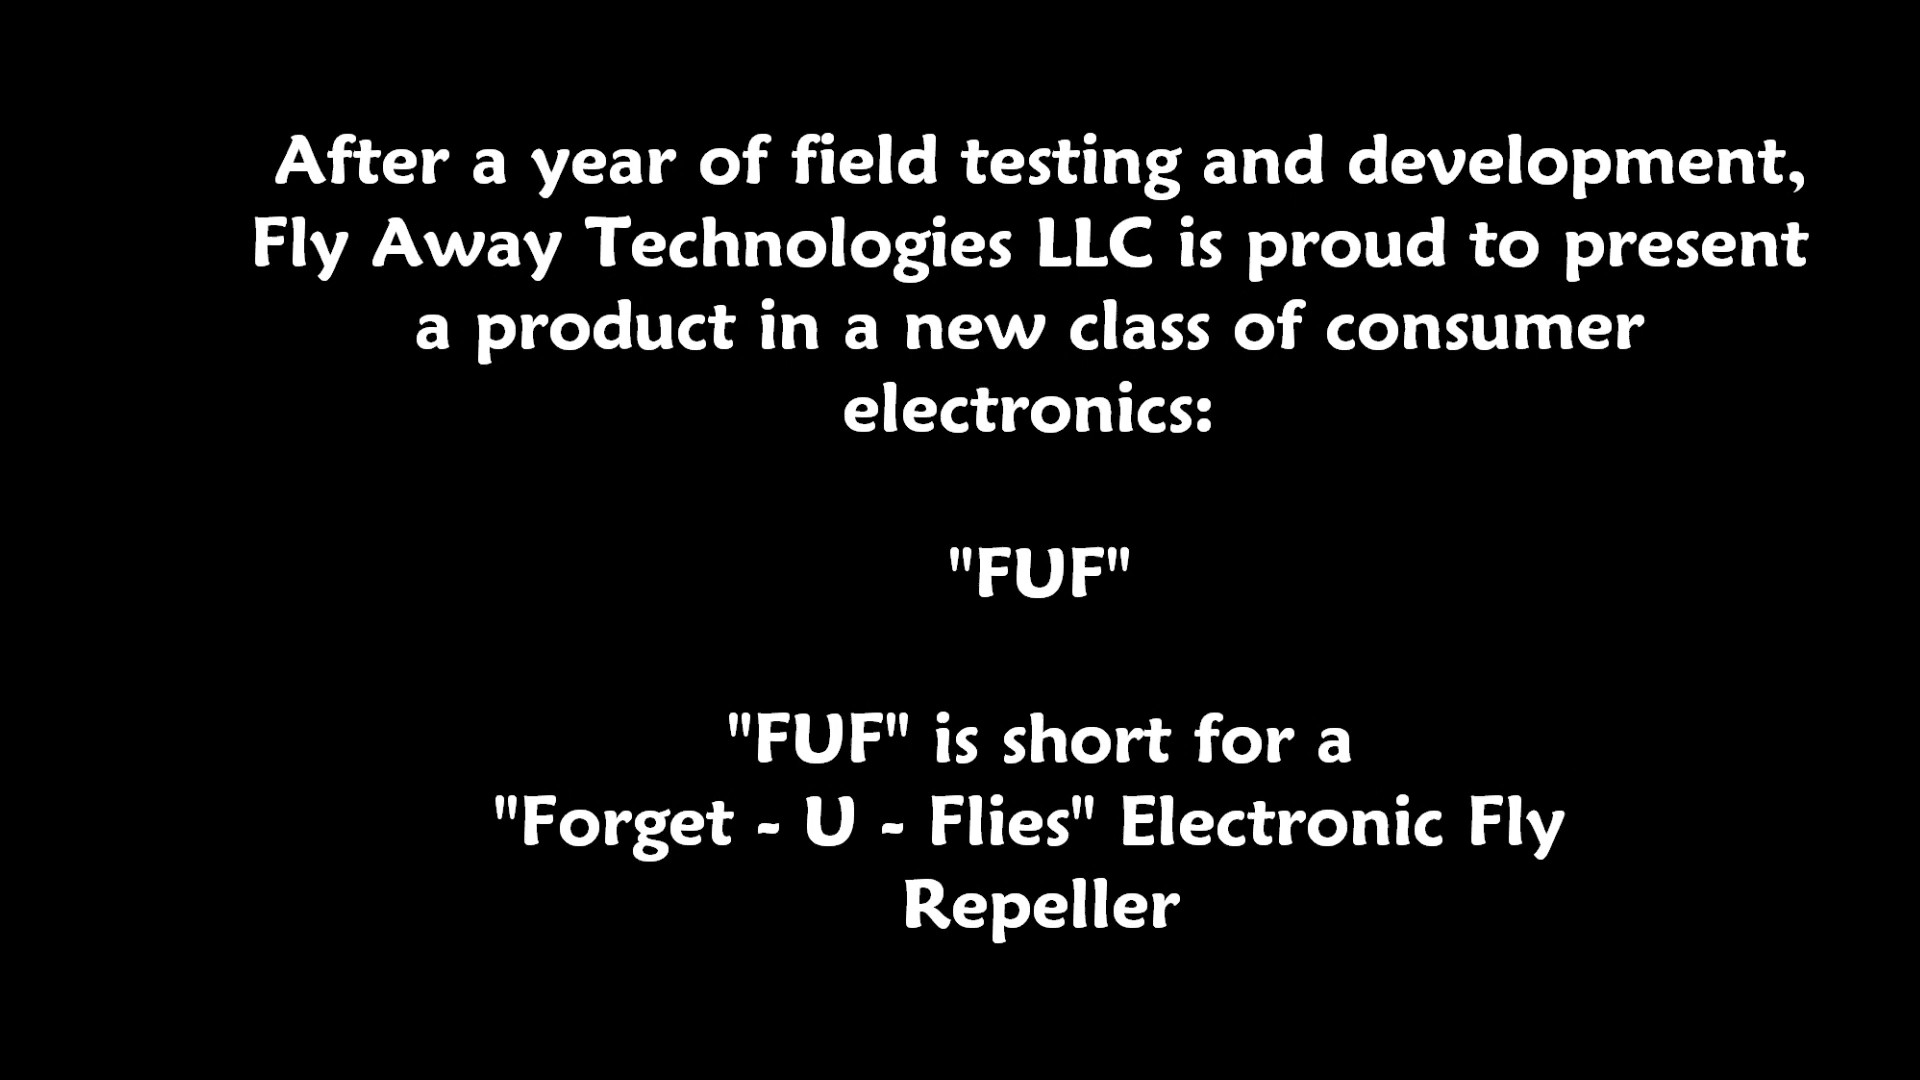 After a year of field testing and development,
Fly Away Technologies LLC is proud to present
a product in a new class of consumer
electronics:
"FUF"
"FUF" is short for a
"Forget - U - Flies" Electronic Fly
Repeller